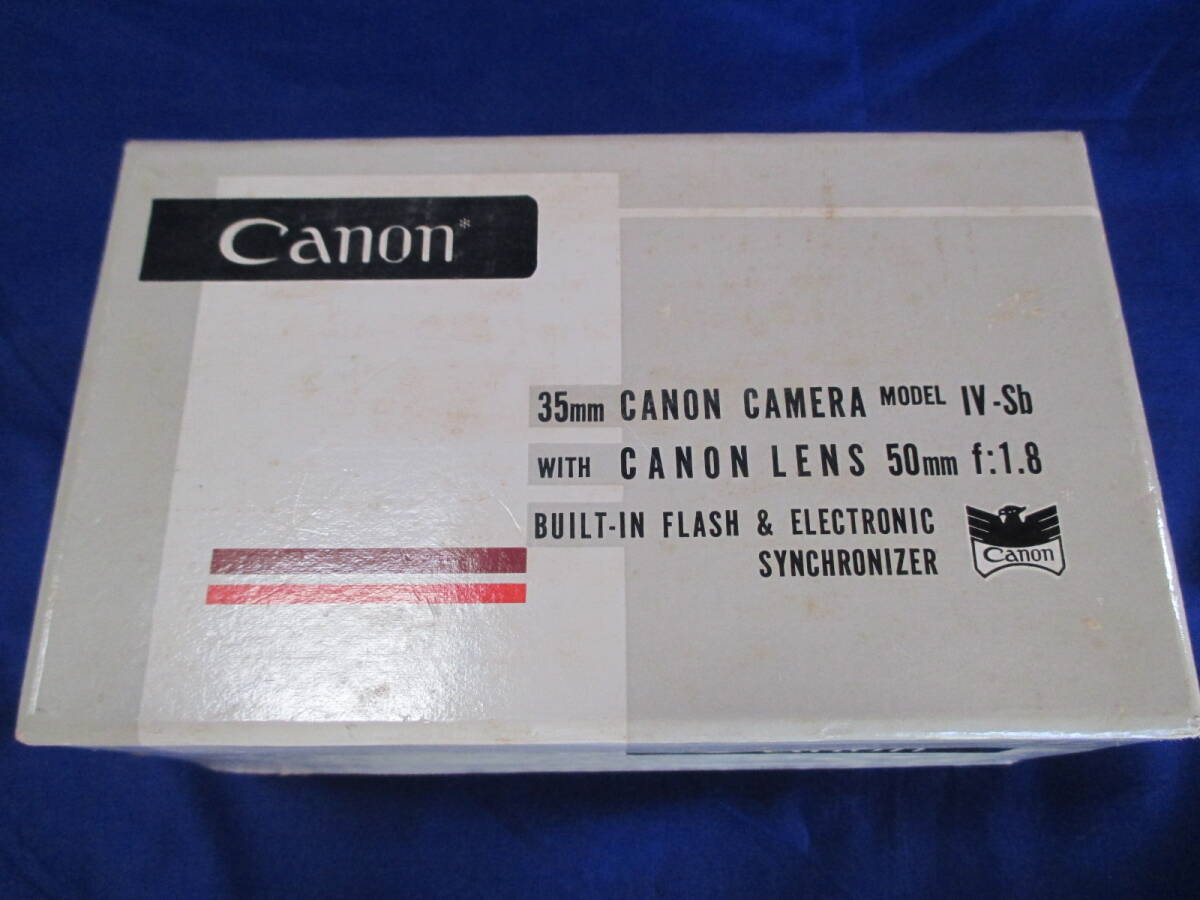 Canon*
35mm CANON CAMERA MODEL IV-Sb
WITH CANON LENS 50mm f:1.8
BUILT-IN FLASH & ELECTRONIC
SYNCHRONIZER
Canon